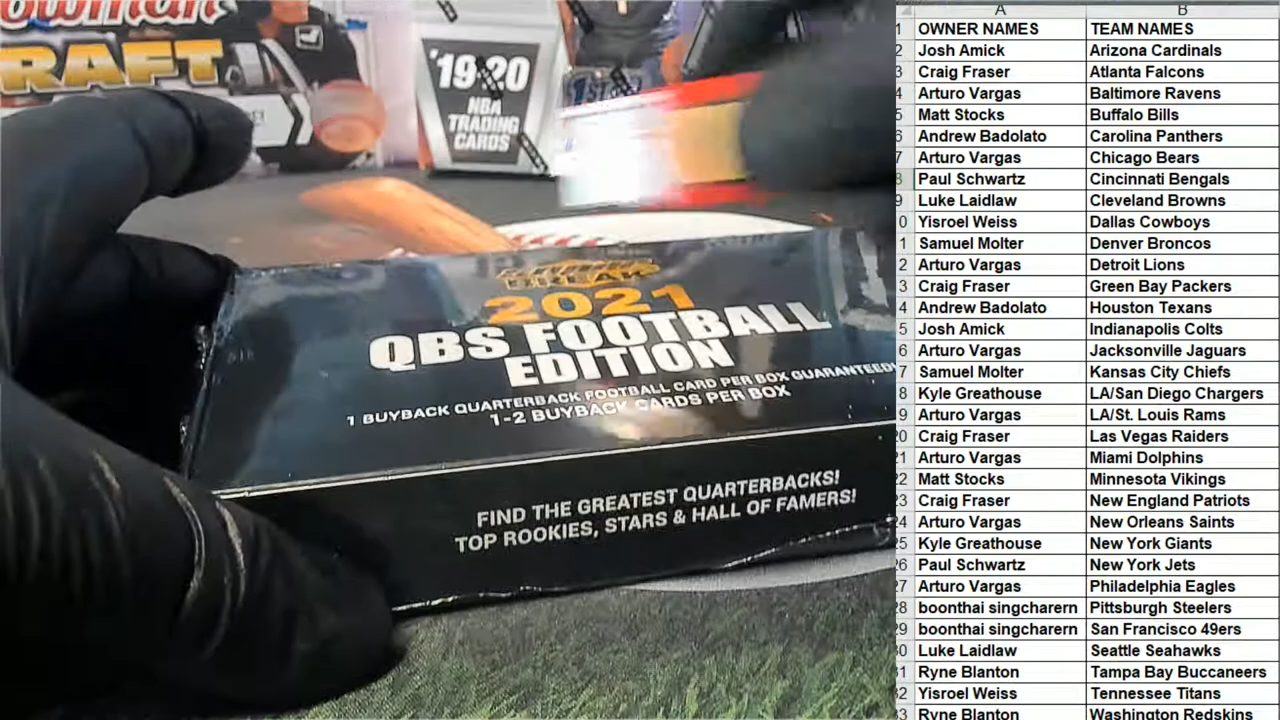 owman
RAFT
'19-20
NBA
TRADING
CARDS
BREAK
2021
QBS FOOTBALL
EDITION
1 BUYBACK QUARTERBACK FOOTBALL CARD PER BOX GUARANTEED!
1-2 BUYBACK CARDS PER BOX
FIND THE GREATEST QUARTERBACKS!
TOP ROOKIES, STARS & HALL OF FAMERS!
A B
1 OWNER NAMES TEAM NAMES
2 Josh Amick Arizona Cardinals
3 Craig Fraser Atlanta Falcons
4 Arturo Vargas Baltimore Ravens
5 Matt Stocks Buffalo Bills
6 Andrew Badolato Carolina Panthers
7 Arturo Vargas Chicago Bears
8 Paul Schwartz Cincinnati Bengals
9 Luke Laidlaw Cleveland Browns
0 Yisroel Weiss Dallas Cowboys
1 Samuel Molter Denver Broncos
2 Arturo Vargas Detroit Lions
3 Craig Fraser Green Bay Packers
4 Andrew Badolato Houston Texans
5 Josh Amick Indianapolis Colts
6 Arturo Vargas Jacksonville Jaguars
7 Samuel Molter Kansas City Chiefs
8 Kyle Greathouse LA/San Diego Chargers
9 Arturo Vargas LA/St. Louis Rams
20 Craig Fraser Las Vegas Raiders
21 Arturo Vargas Miami Dolphins
22 Matt Stocks Minnesota Vikings
23 Craig Fraser New England Patriots
24 Arturo Vargas New Orleans Saints
25 Kyle Greathouse New York Giants
26 Paul Schwartz New York Jets
27 Arturo Vargas Philadelphia Eagles
28 boonthai singcharern Pittsburgh Steelers
29 boonthai singcharern San Francisco 49ers
30 Luke Laidlaw Seattle Seahawks
31 Ryne Blanton Tampa Bay Buccaneers
32 Yisroel Weiss Tennessee Titans
33 Ryne Blanton Washington Redskins